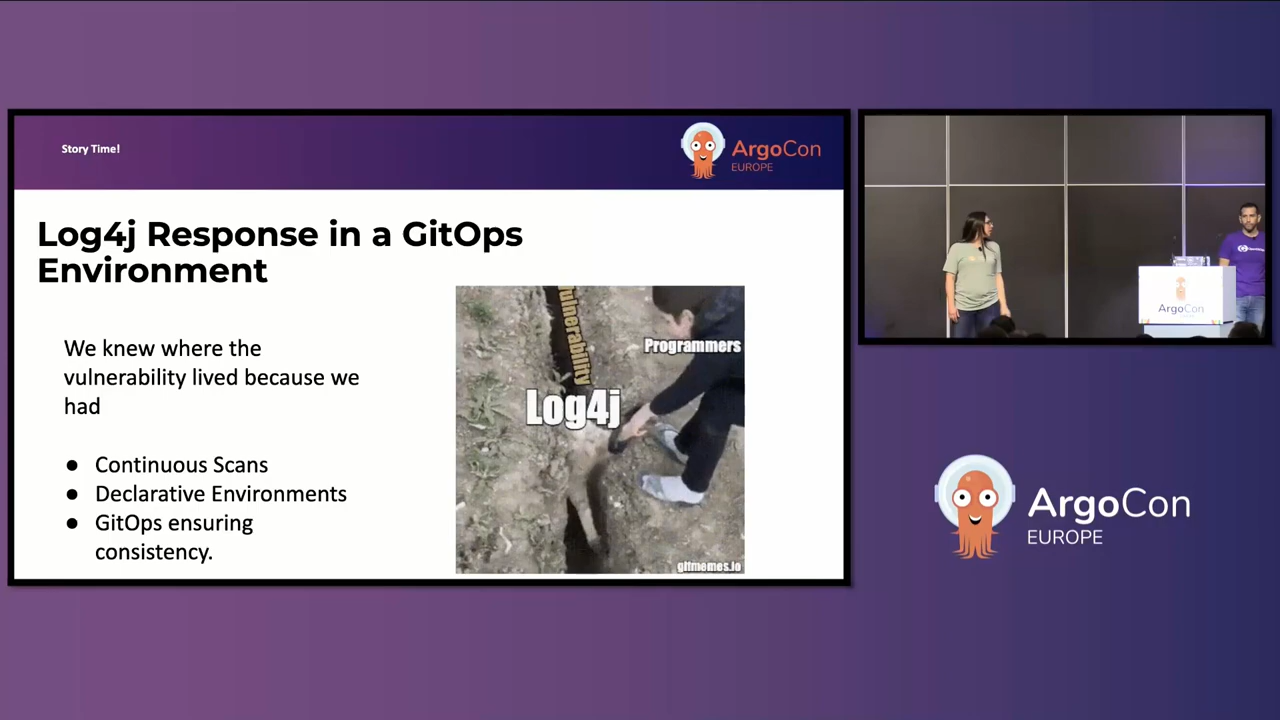 Story Time!
ArgoCon
EUROPE
Log4j Response in a GitOps
Environment
We knew where the
vulnerability lived because we
had
● Continuous Scans
● Declarative Environments
● GitOps ensuring
consistency.
Vulnerability
Programmers
Log4j
gifmemes.io
ArgoCon
ArgoCon
EUROPE